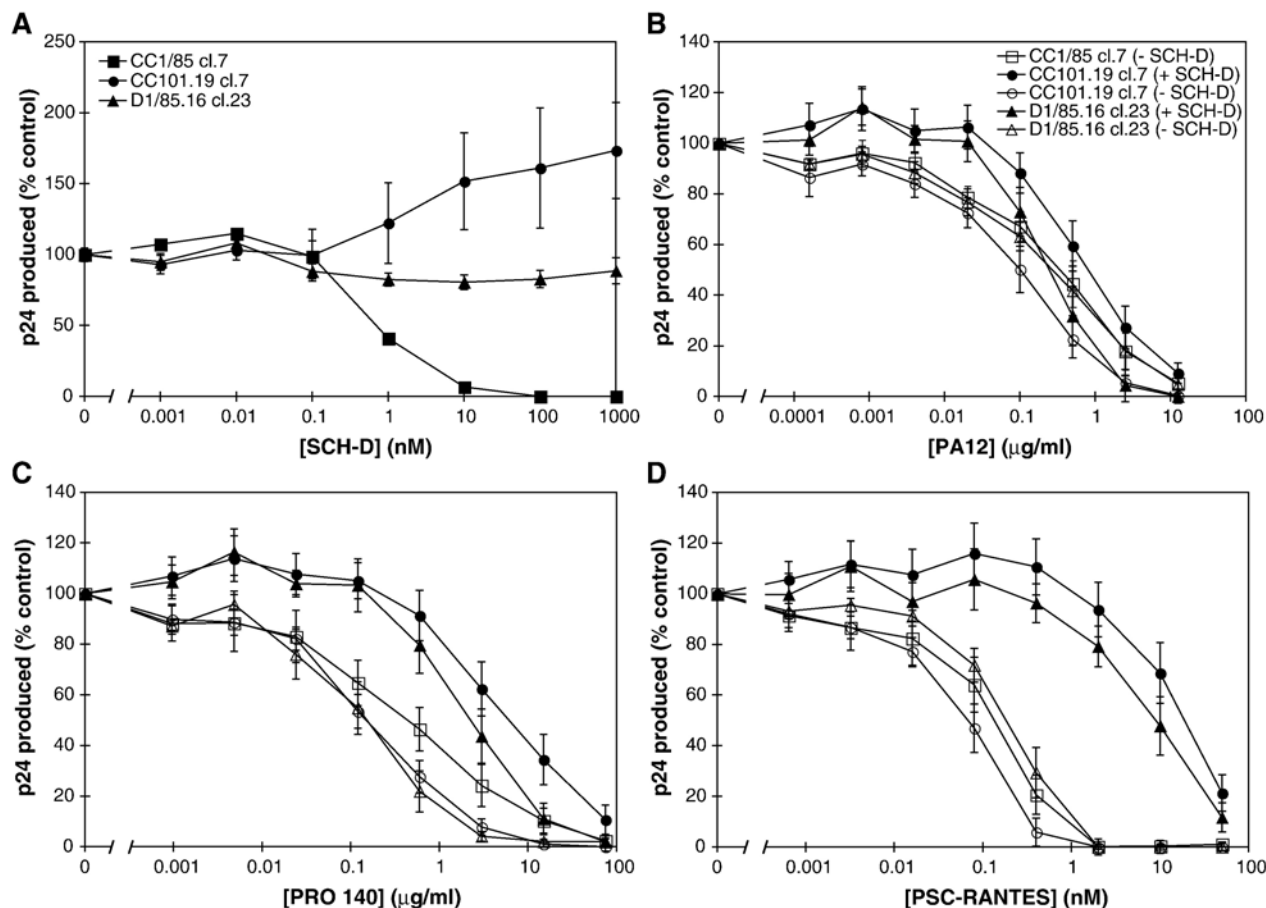 A
250
200
150
100
50
0
p24 produced (% control)
CC1/85 cl.7
CC101.19 cl.7
D1/85.16 cl.23
0 0.001 0.01 0.1 1 10 100 1000
[SCH-D] (nM)
B
140
120
100
80
60
40
20
0
p24 produced (% control)
CC1/85 cl.7 (- SCH-D)
CC101.19 cl.7 (+ SCH-D)
CC101.19 cl.7 (- SCH-D)
D1/85.16 cl.23 (+ SCH-D)
D1/85.16 cl.23 (- SCH-D)
0 0.0001 0.001 0.01 0.1 1 10 100
[PA12] (µg/ml)
C
140
120
100
80
60
40
20
0
p24 produced (% control)
0 0.001 0.01 0.1 1 10 100
[PRO 140] (µg/ml)
D
140
120
100
80
60
40
20
0
p24 produced (% control)
0 0.001 0.01 0.1 1 10 100
[PSC-RANTES] (nM)